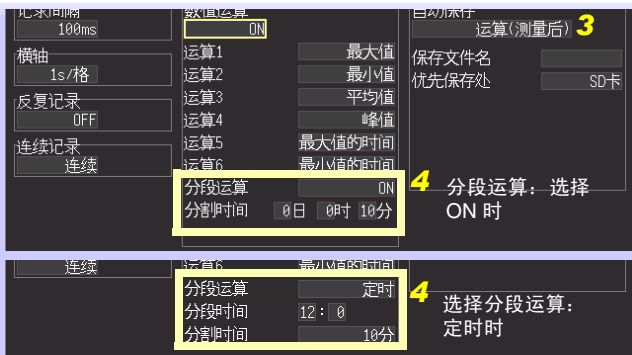 记录间隔
100ms
横轴
1s/格
反复记录
OFF
连续记录
连续
数值运算
ON
运算1 最大值
运算2 最小值
运算3 平均值
运算4 峰值
运算5 最大值的时间
运算6 最小值的时间
分段运算 ON
分割时间 0日 0时 10分
自动保存
运算(测量后) 3
保存文件名
优先保存处 SD卡
4 分段运算：选择
ON 时
连续
运算6 最小值的时间
分段运算 定时
分段时间 12: 0
分割时间 10分
4 选择分段运算：
定时时